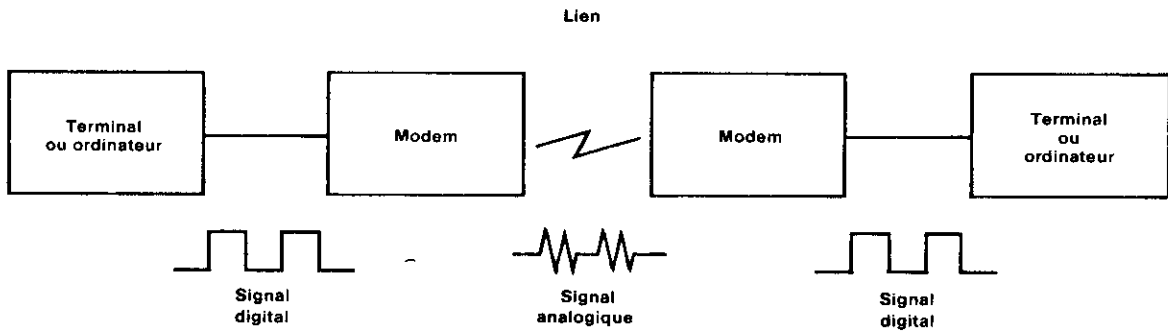 Lien
Terminal
ou ordinateur
Modem
Modem
Terminal
ou
ordinateur
Signal
digital
Signal
analogique
Signal
digital